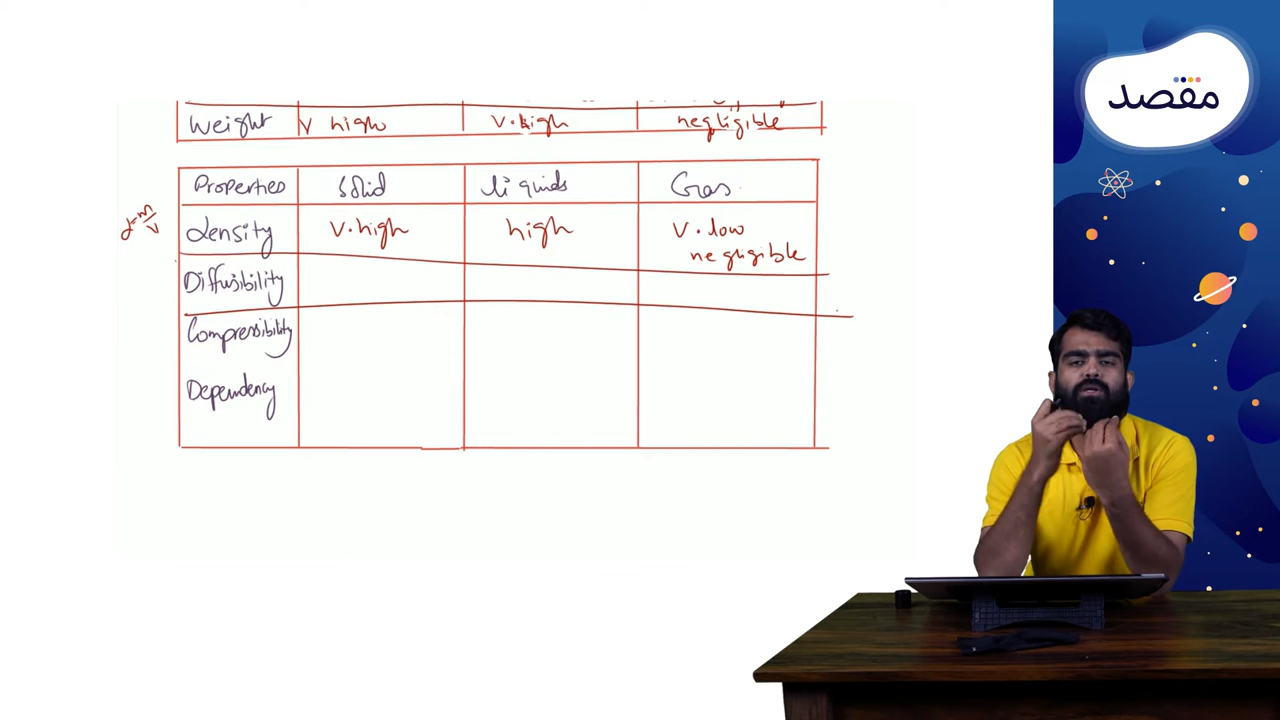 Weight V high v.high negligible
Properties Solid liquids Gas
d=m/v density v.high high v.low
negligible
Diffusibility
Compressibility
Dependency
مقصد